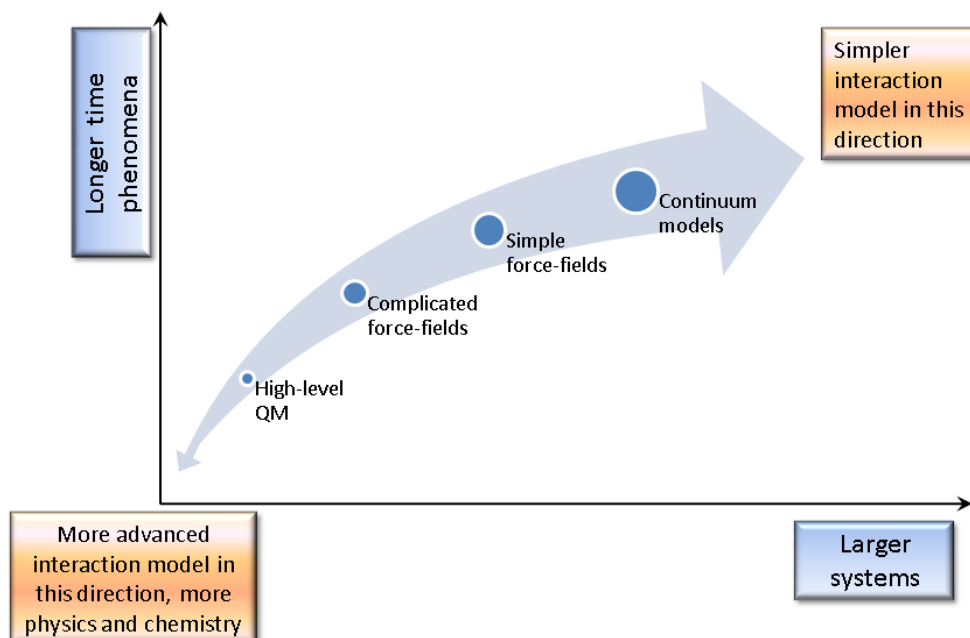 Longer time
phenomena
Simpler
interaction
model in this
direction
Continuum
models
Simple
force-fields
Complicated
force-fields
High-level
QM
More advanced
interaction model in
this direction, more
physics and chemistry
Larger
systems